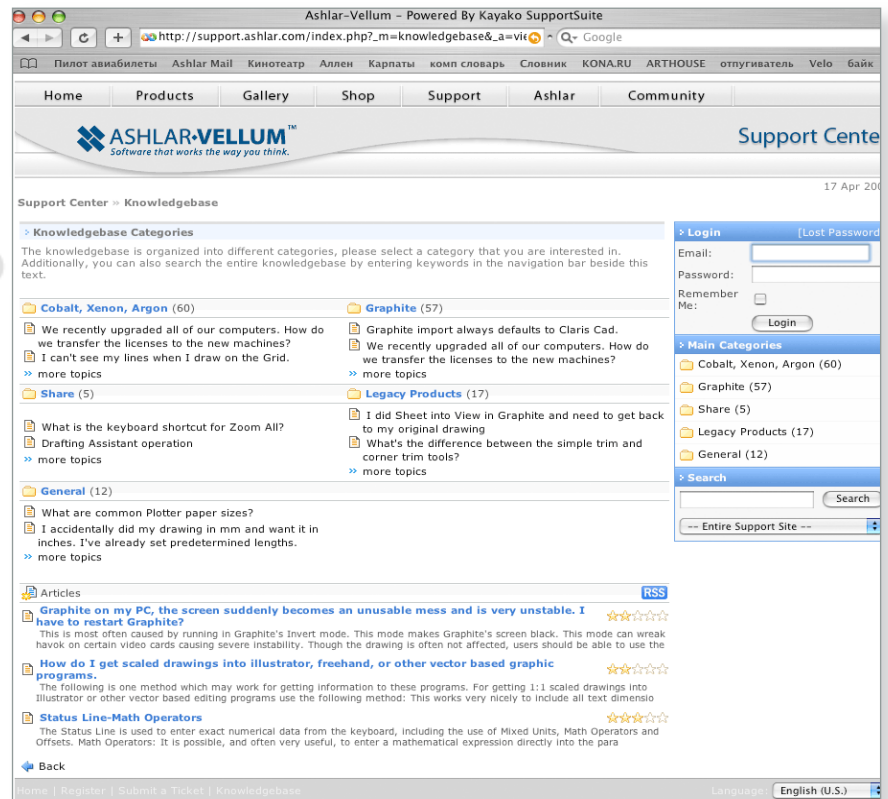 Ashlar-Vellum – Powered By Kayako SupportSuite
http://support.ashlar.com/index.php?_m=knowledgebase&_a=vie
Google
Пилот авиабилеты Ashlar Mail Кинотеатр Аллен Карпаты комп словарь Словник KONA.RU ARTHOUSE отпугиватель Velo байк
Home Products Gallery Shop Support Ashlar Community
ASHLAR·VELLUM™
Software that works the way you think.
Support Cente
17 Apr 200
Support Center » Knowledgebase
Knowledgebase Categories
The knowledgebase is organized into different categories, please select a category that you are interested in.
Additionally, you can also search the entire knowledgebase by entering keywords in the navigation bar beside this
text.
Cobalt, Xenon, Argon (60)
We recently upgraded all of our computers. How do
we transfer the licenses to the new machines?
I can't see my lines when I draw on the Grid.
» more topics
Graphite (57)
Graphite import always defaults to Claris Cad.
We recently upgraded all of our computers. How do
we transfer the licenses to the new machines?
» more topics
Share (5)
What is the keyboard shortcut for Zoom All?
Drafting Assistant operation
» more topics
Legacy Products (17)
I did Sheet into View in Graphite and need to get back
to my original drawing
What's the difference between the simple trim and
corner trim tools?
» more topics
General (12)
What are common Plotter paper sizes?
I accidentally did my drawing in mm and want it in
inches. I've already set predetermined lengths.
» more topics
Articles RSS
Graphite on my PC, the screen suddenly becomes an unusable mess and is very unstable. I
have to restart Graphite?
This is most often caused by running in Graphite's Invert mode. This mode makes Graphite's screen black. This mode can wreak
havok on certain video cards causing severe instability. Though the drawing is often not affected, users should be able to use the
How do I get scaled drawings into illustrator, freehand, or other vector based graphic
programs.
The following is one method which may work for getting information to these programs. For getting 1:1 scaled drawings into
Illustrator or other vector based editing programs use the following method: This works very nicely to include all text dimensio
Status Line-Math Operators
The Status Line is used to enter exact numerical data from the keyboard, including the use of Mixed Units, Math Operators and
Offsets. Math Operators: It is possible, and often very useful, to enter a mathematical expression directly into the para
Back
Login [Lost Password
Email:
Password:
Remember
Me:
Login
Main Categories
Cobalt, Xenon, Argon (60)
Graphite (57)
Share (5)
Legacy Products (17)
General (12)
Search
Search
-- Entire Support Site --
Home | Register | Submit a Ticket | Knowledgebase
Language: English (U.S.)